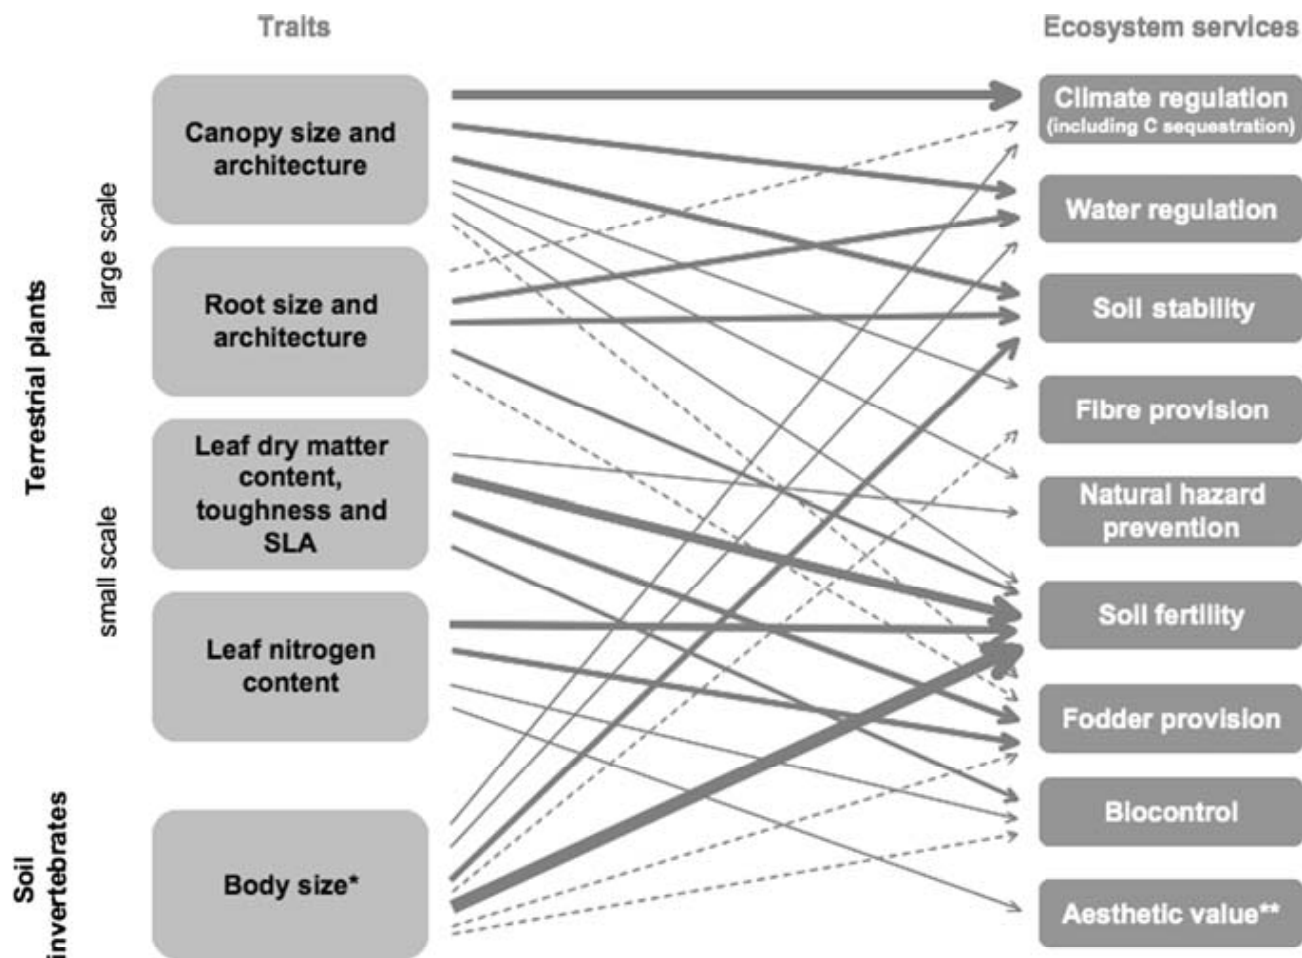 Traits
Ecosystem services
Terrestrial plants
large scale
small scale
Soil
invertebrates
Canopy size and
architecture
Root size and
architecture
Leaf dry matter
content,
toughness and
SLA
Leaf nitrogen
content
Body size*
Climate regulation
(including C sequestration)
Water regulation
Soil stability
Fibre provision
Natural hazard
prevention
Soil fertility
Fodder provision
Biocontrol
Aesthetic value**